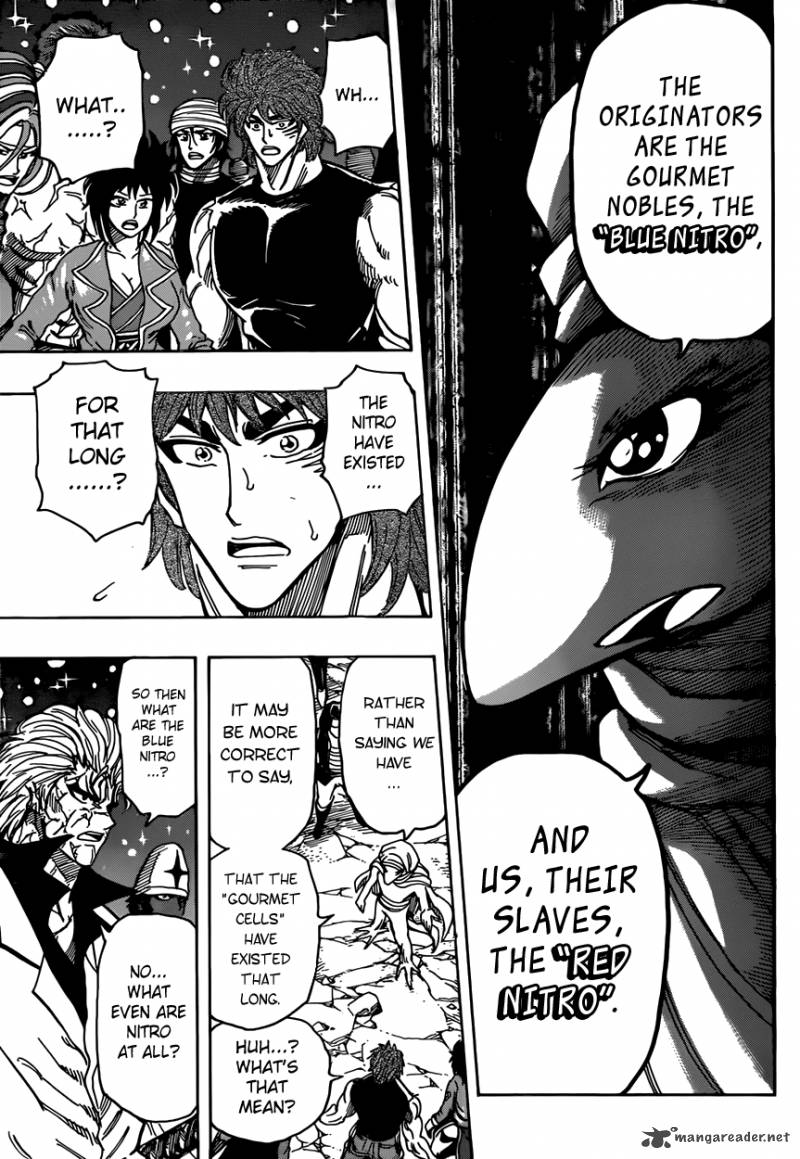 THE
ORIGINATORS
ARE THE
GOURMET
NOBLES, THE
"BLUE NITRO",
AND
US, THEIR
SLAVES,
THE "RED
NITRO".
WH...
WHAT..
.....?
THE
NITRO
HAVE
EXISTED
...
FOR
THAT
LONG
......?
RATHER
THAN
SAYING WE
HAVE
...
IT MAY
BE MORE
CORRECT
TO SAY,
THAT THE
"GOURMET
CELLS"
HAVE
EXISTED
THAT
LONG.
HUH...?
WHAT'S
THAT
MEAN?
SO THEN
WHAT
ARE THE
BLUE
NITRO
...?
NO...
WHAT
EVEN ARE
NITRO
AT ALL?
mangareader.net